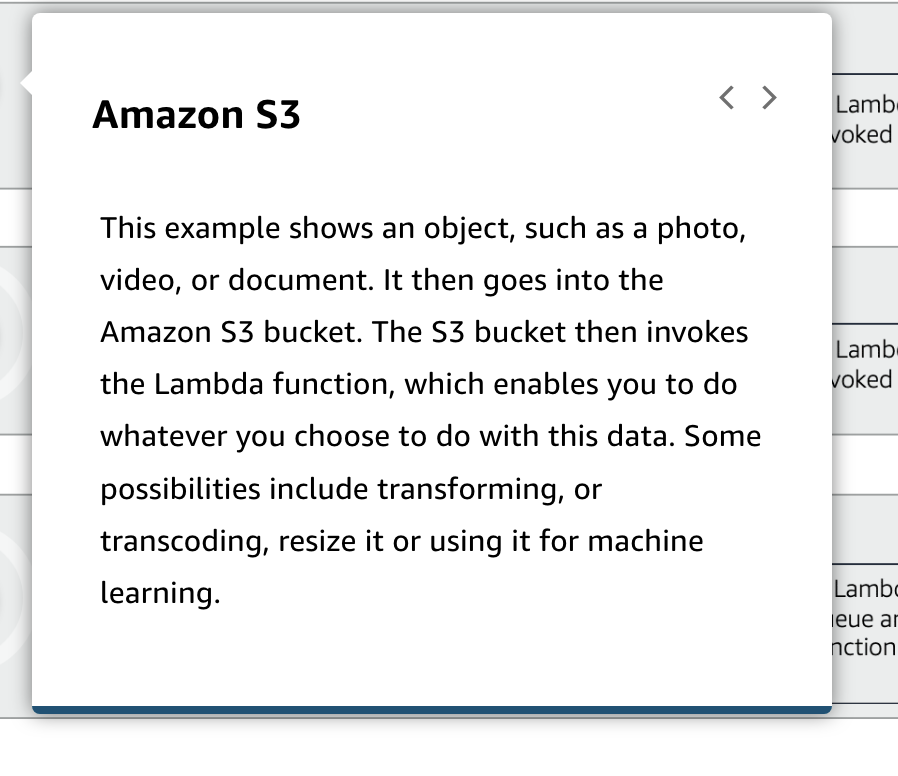 Amazon S3
This example shows an object, such as a photo,
video, or document. It then goes into the
Amazon S3 bucket. The S3 bucket then invokes
the Lambda function, which enables you to do
whatever you choose to do with this data. Some
possibilities include transforming, or
transcoding, resize it or using it for machine
learning.